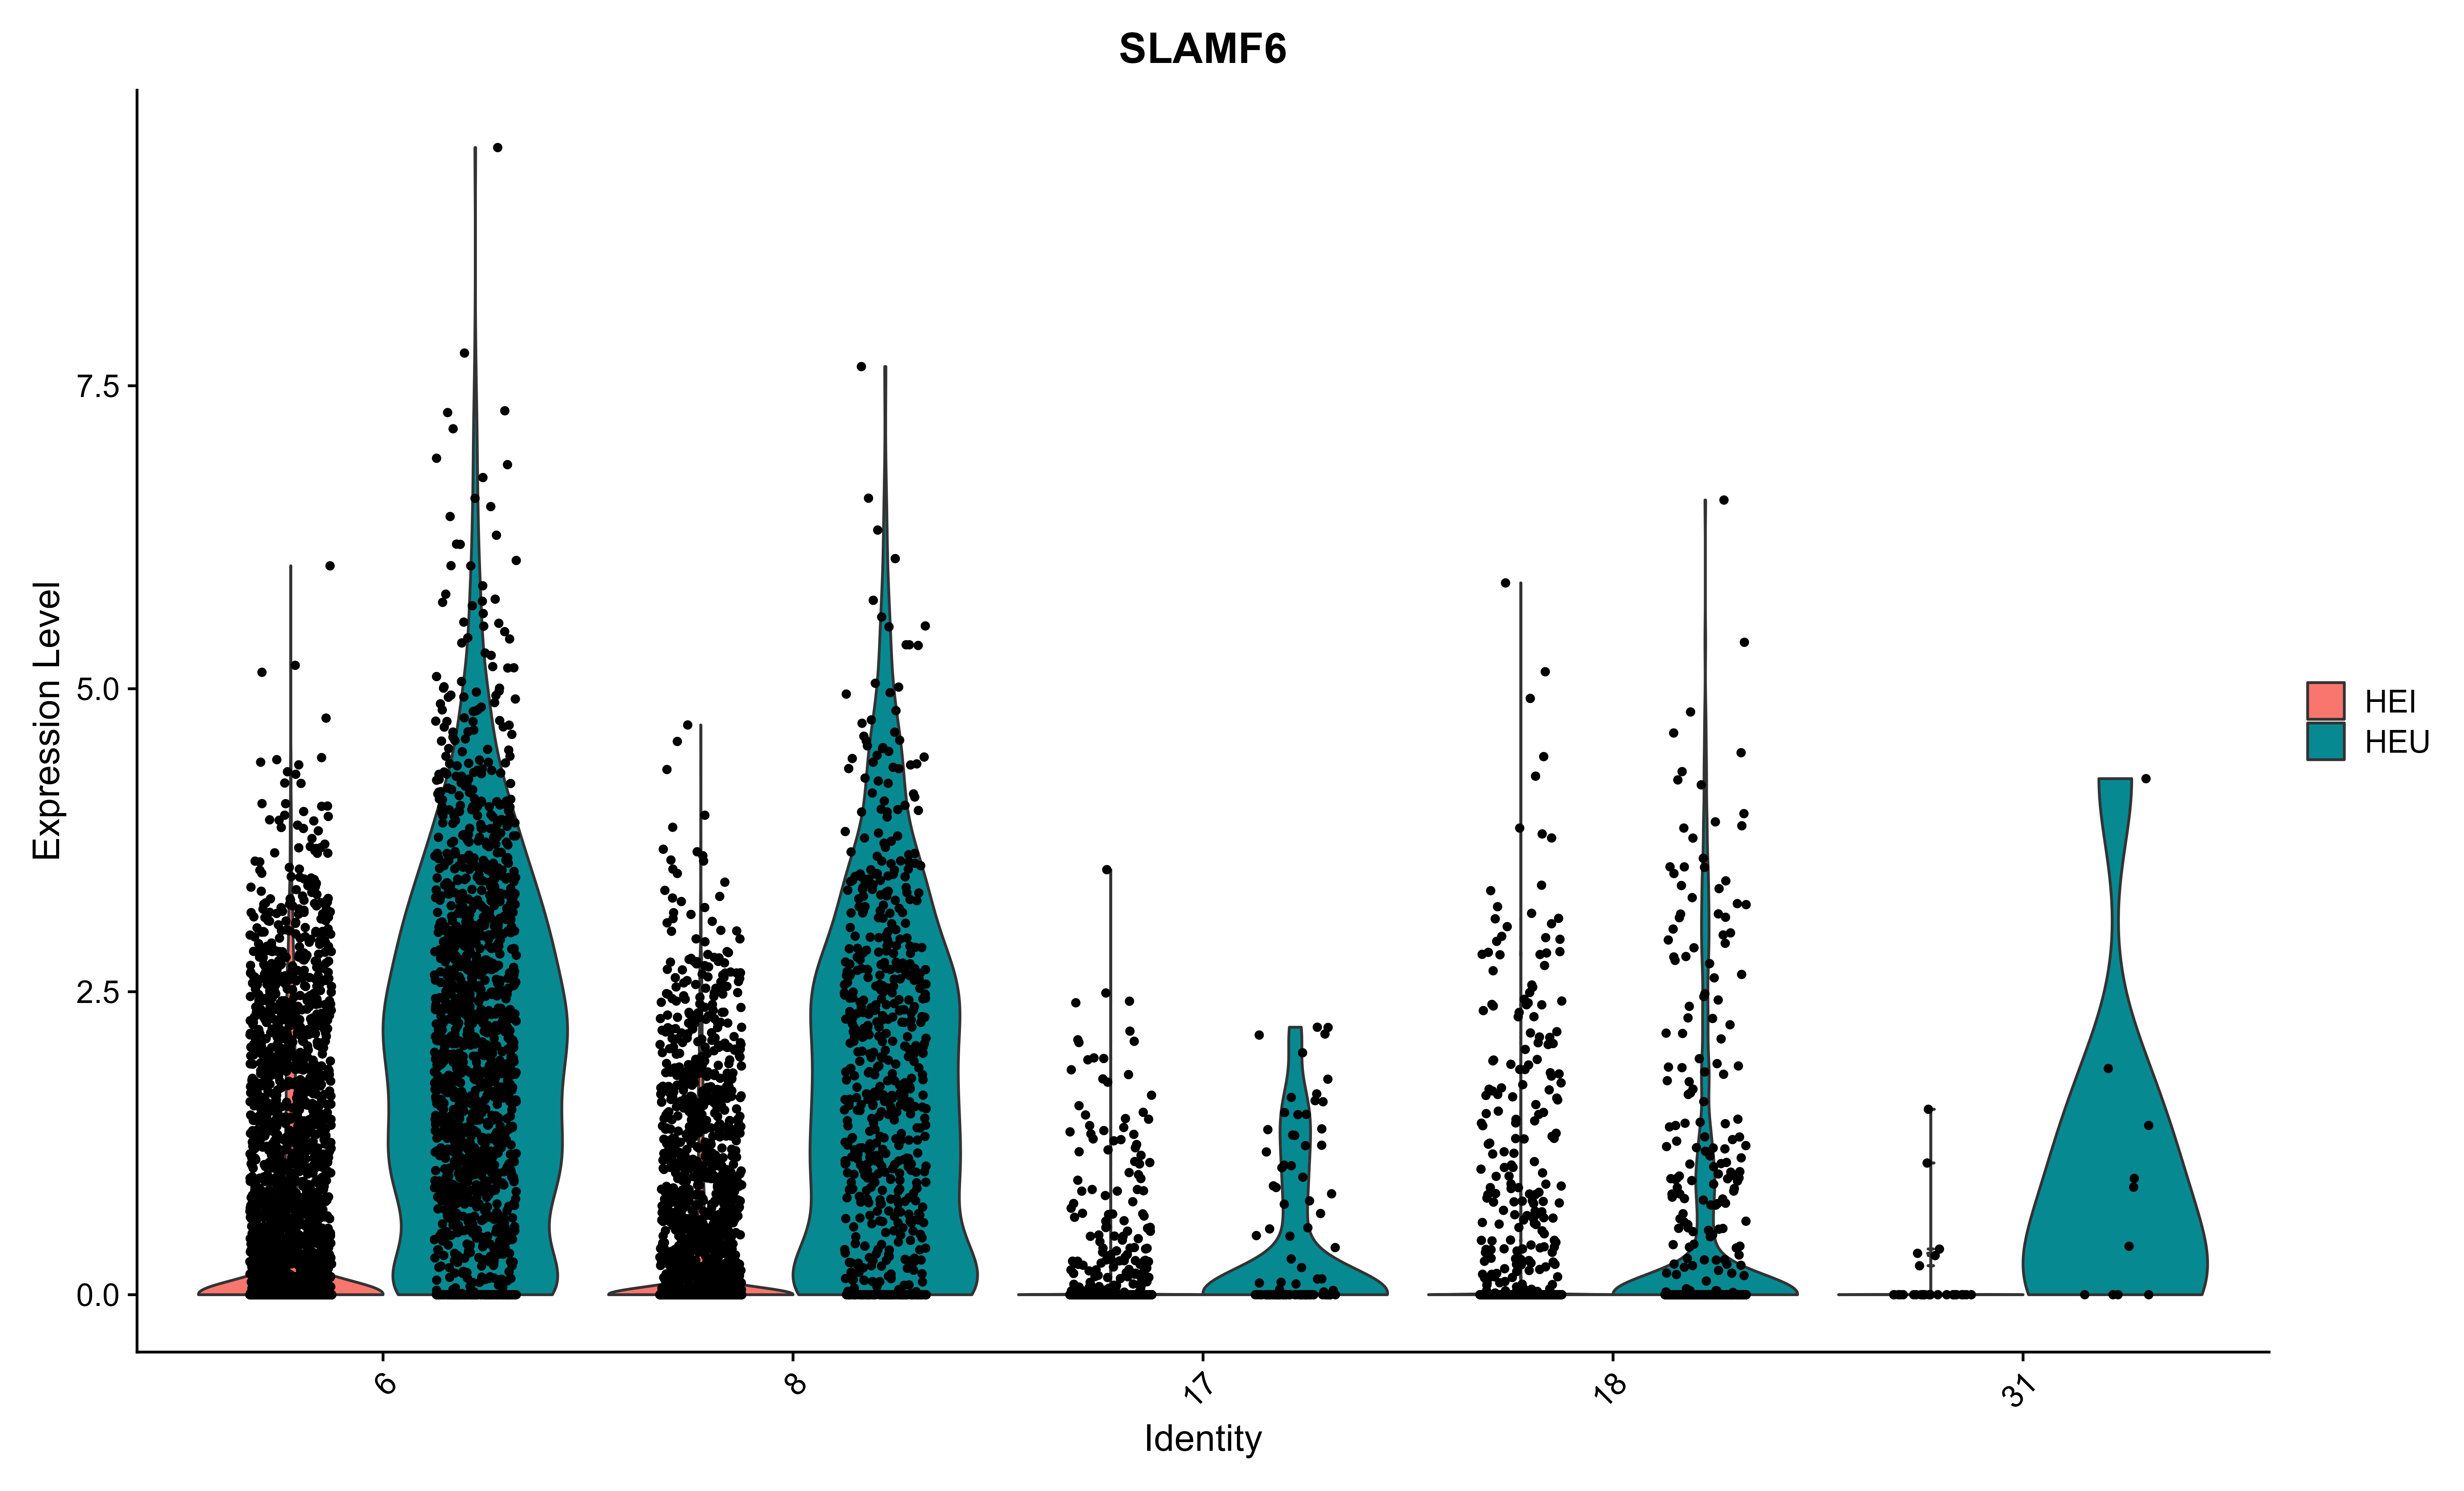 SLAMF6
Expression Level
7.5
5.0
2.5
0.0
6
8
17
18
31
Identity
HEI
HEU